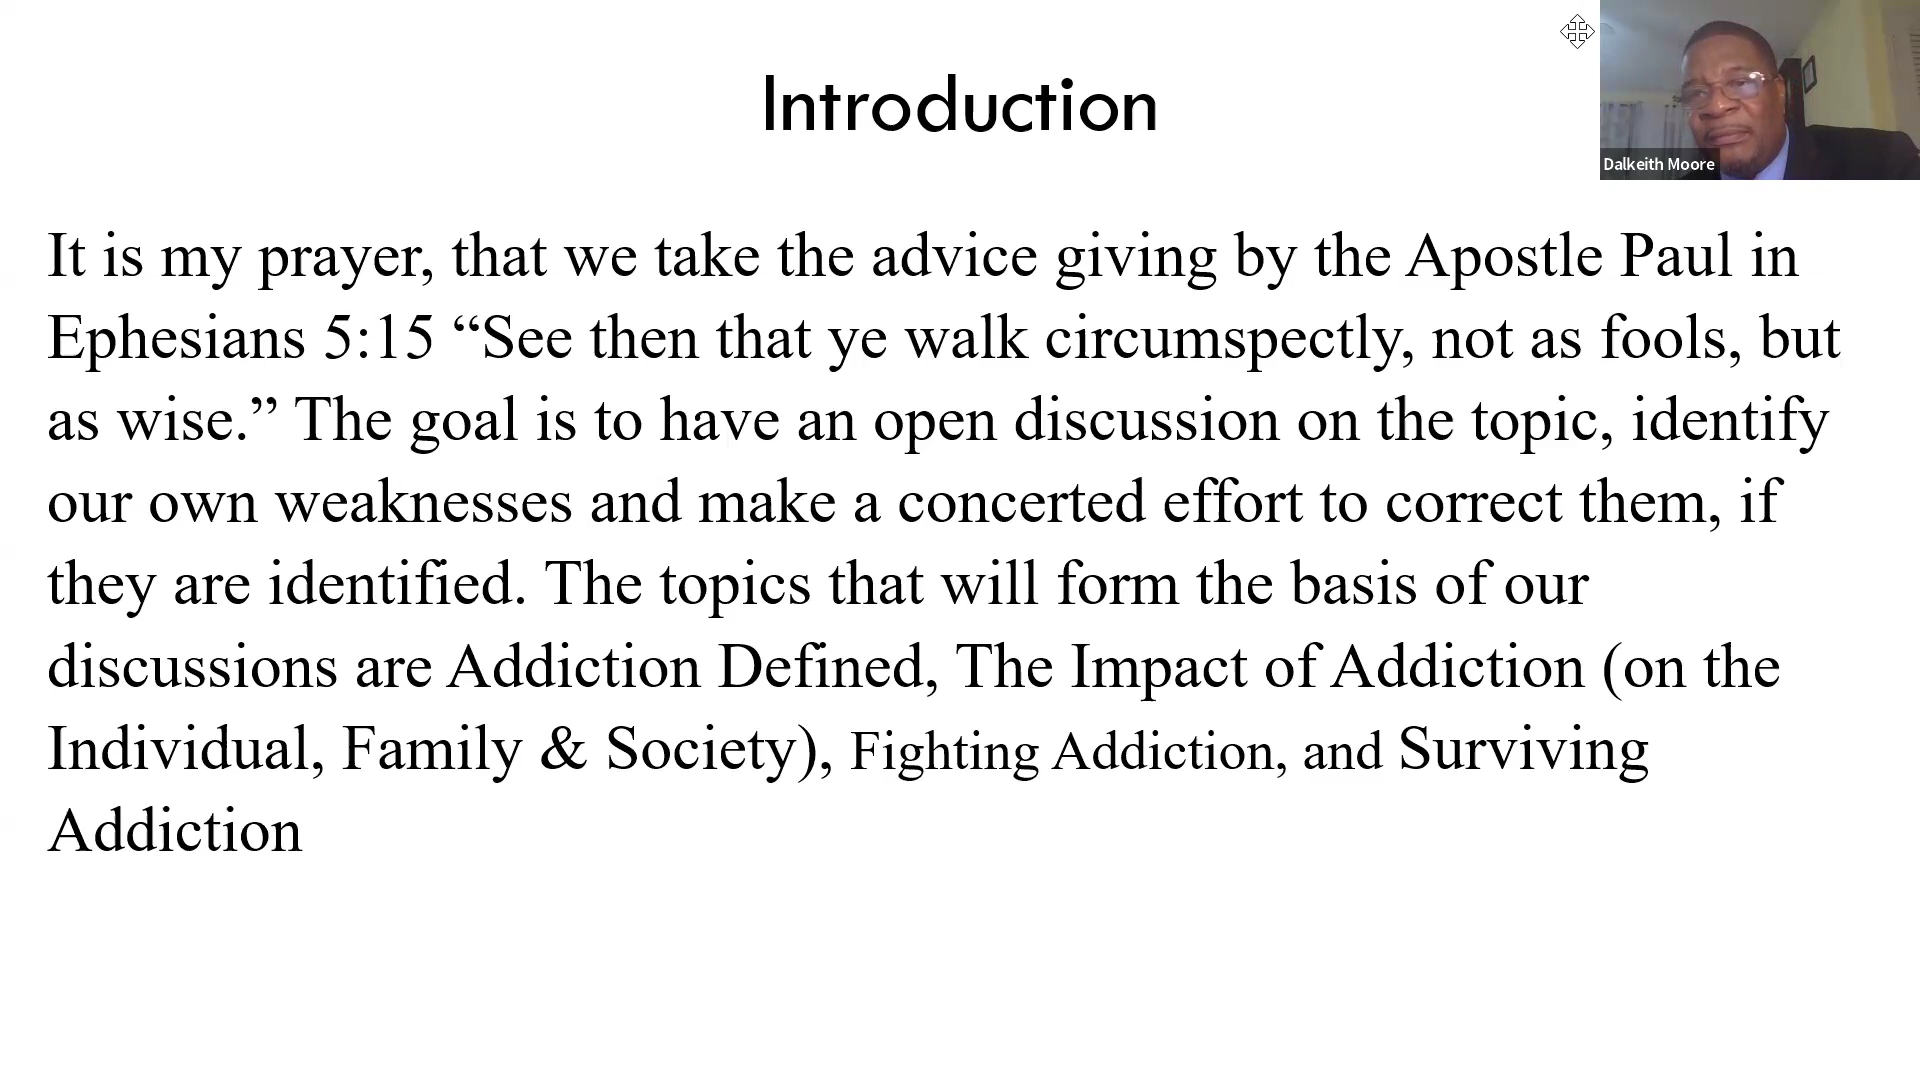 Introduction
Dalkeith Moore
It is my prayer, that we take the advice giving by the Apostle Paul in
Ephesians 5:15 “See then that ye walk circumspectly, not as fools, but
as wise.” The goal is to have an open discussion on the topic, identify
our own weaknesses and make a concerted effort to correct them, if
they are identified. The topics that will form the basis of our
discussions are Addiction Defined, The Impact of Addiction (on the
Individual, Family & Society), Fighting Addiction, and Surviving
Addiction